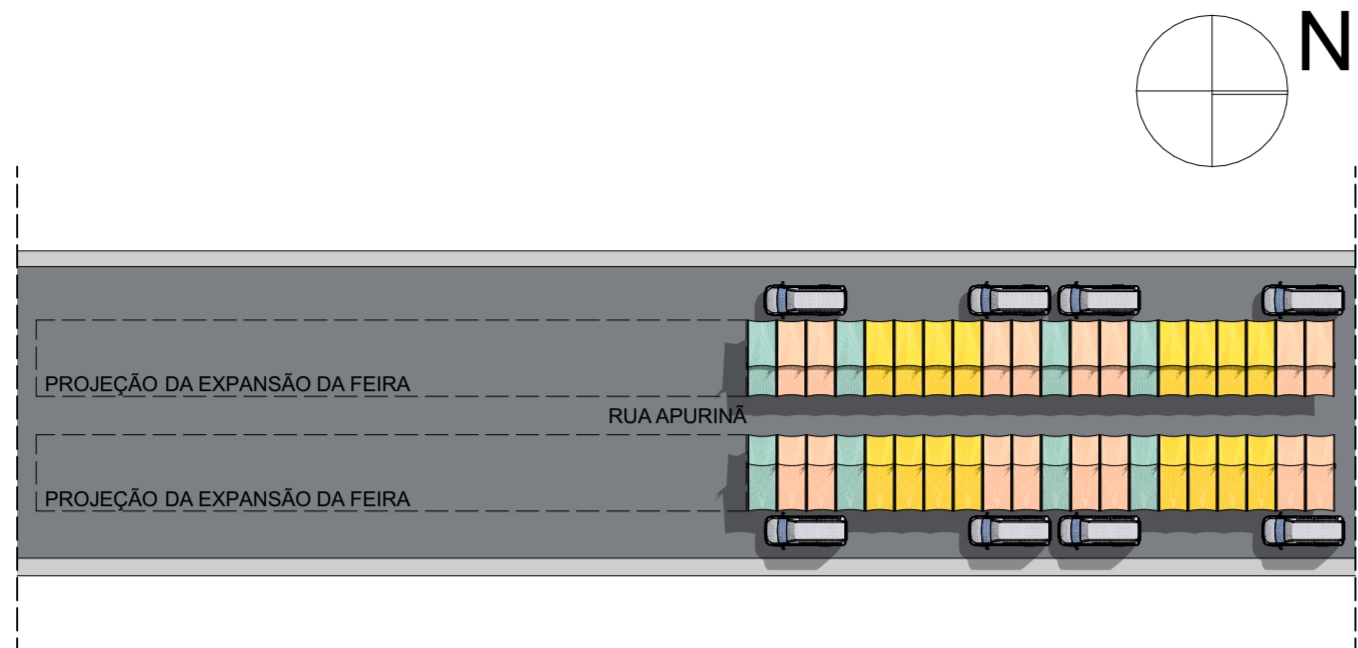 N
PROJEÇÃO DA EXPANSÃO DA FEIRA
RUA APURINÃ
PROJEÇÃO DA EXPANSÃO DA FEIRA